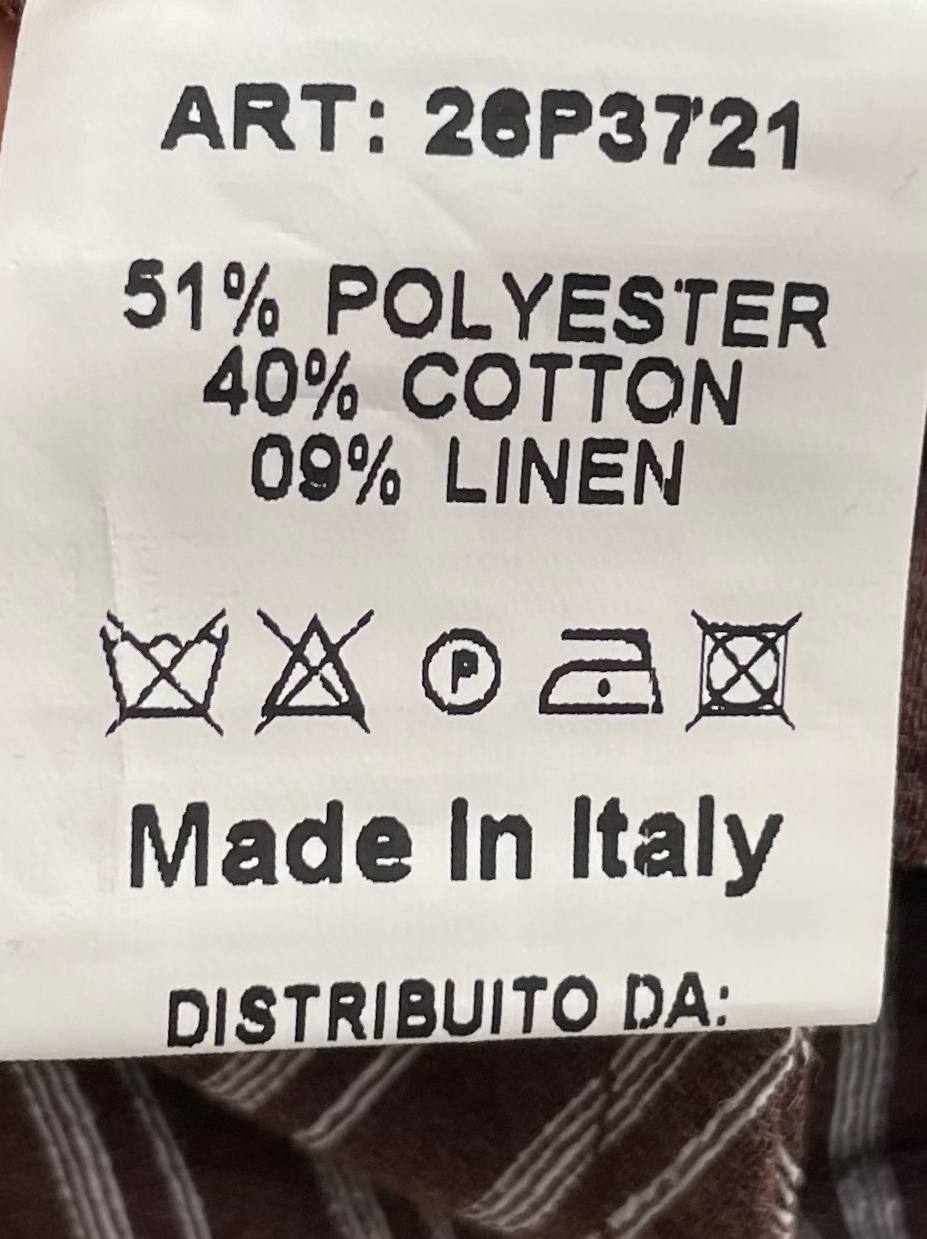 ART: 26P3721
51% POLYESTER
40% COTTON
09% LINEN
P
Made In Italy
DISTRIBUITO DA: